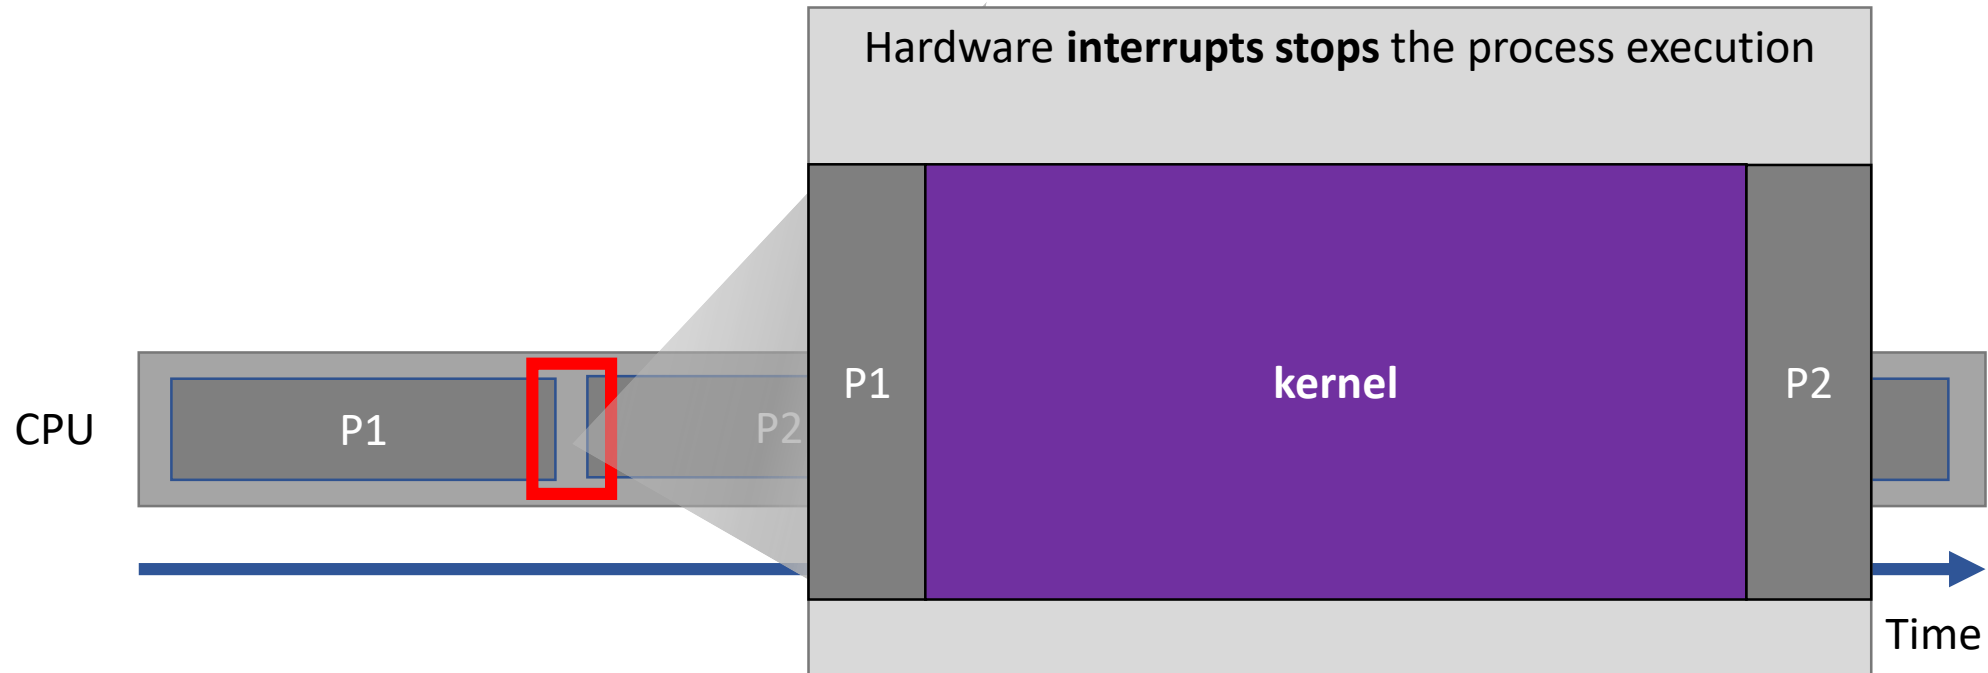 Hardware interrupts stops the process execution
P1
kernel
P2
CPU
P1
P2
Time